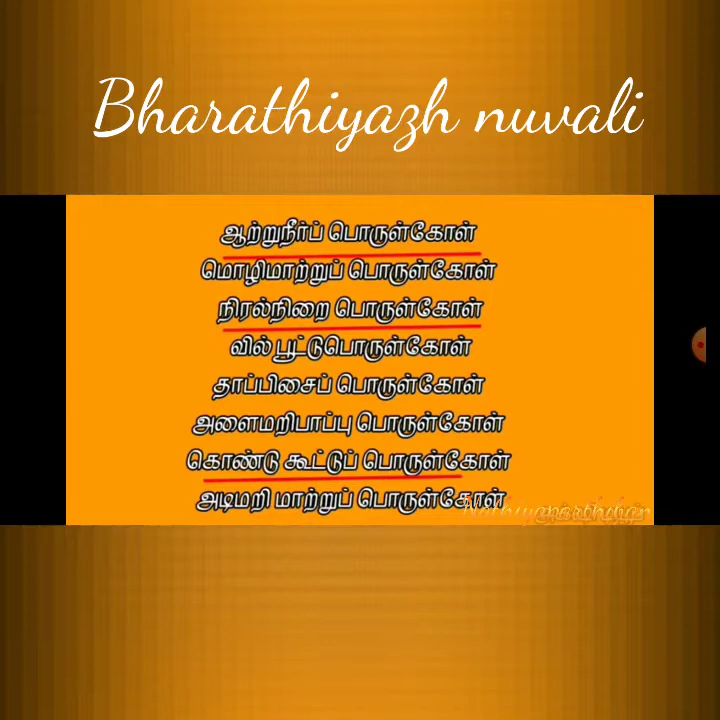 Bharathiyazh nuvali
ஆற்றுநீர்ப் பொருள்கோள்
மொழிமாற்றுப் பொருள்கோள்
நிரல்நிறை பொருள்கோள்
வில் பூட்டுபொருள்கோள்
தாப்பிசைப் பொருள்கோள்
அளைமறிபாப்பு பொருள்கோள்
கொண்டு கூட்டுப் பொருள்கோள்
அடிமறி மாற்றுப் பொருள்கோள்